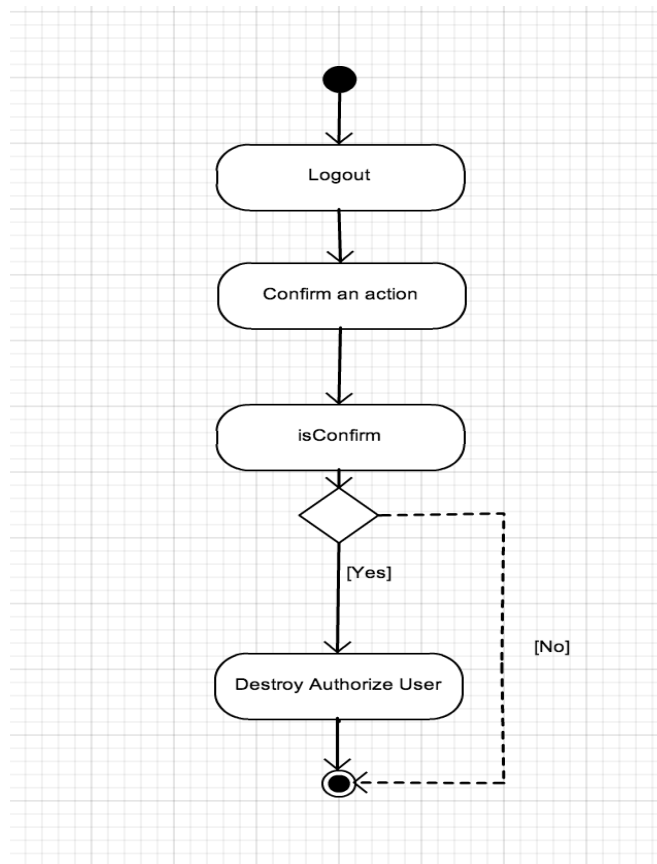 Logout
Confirm an action
isConfirm
[Yes]
[No]
Destroy Authorize User